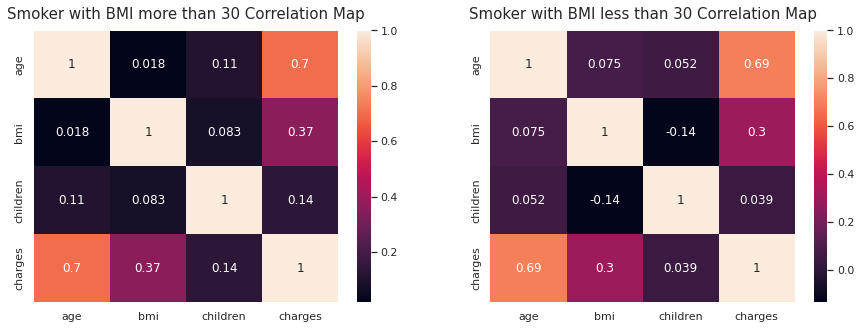 Smoker with BMI more than 30 Correlation Map
age
1
0.018
0.11
0.7
bmi
0.018
1
0.083
0.37
children
0.11
0.083
1
0.14
charges
0.7
0.37
0.14
1
age
bmi
children
charges
1.0
0.8
0.6
0.4
0.2
Smoker with BMI less than 30 Correlation Map
age
1
0.075
0.052
0.69
bmi
0.075
1
-0.14
0.3
children
0.052
-0.14
1
0.039
charges
0.69
0.3
0.039
1
age
bmi
children
charges
1.0
0.8
0.6
0.4
0.2
0.0